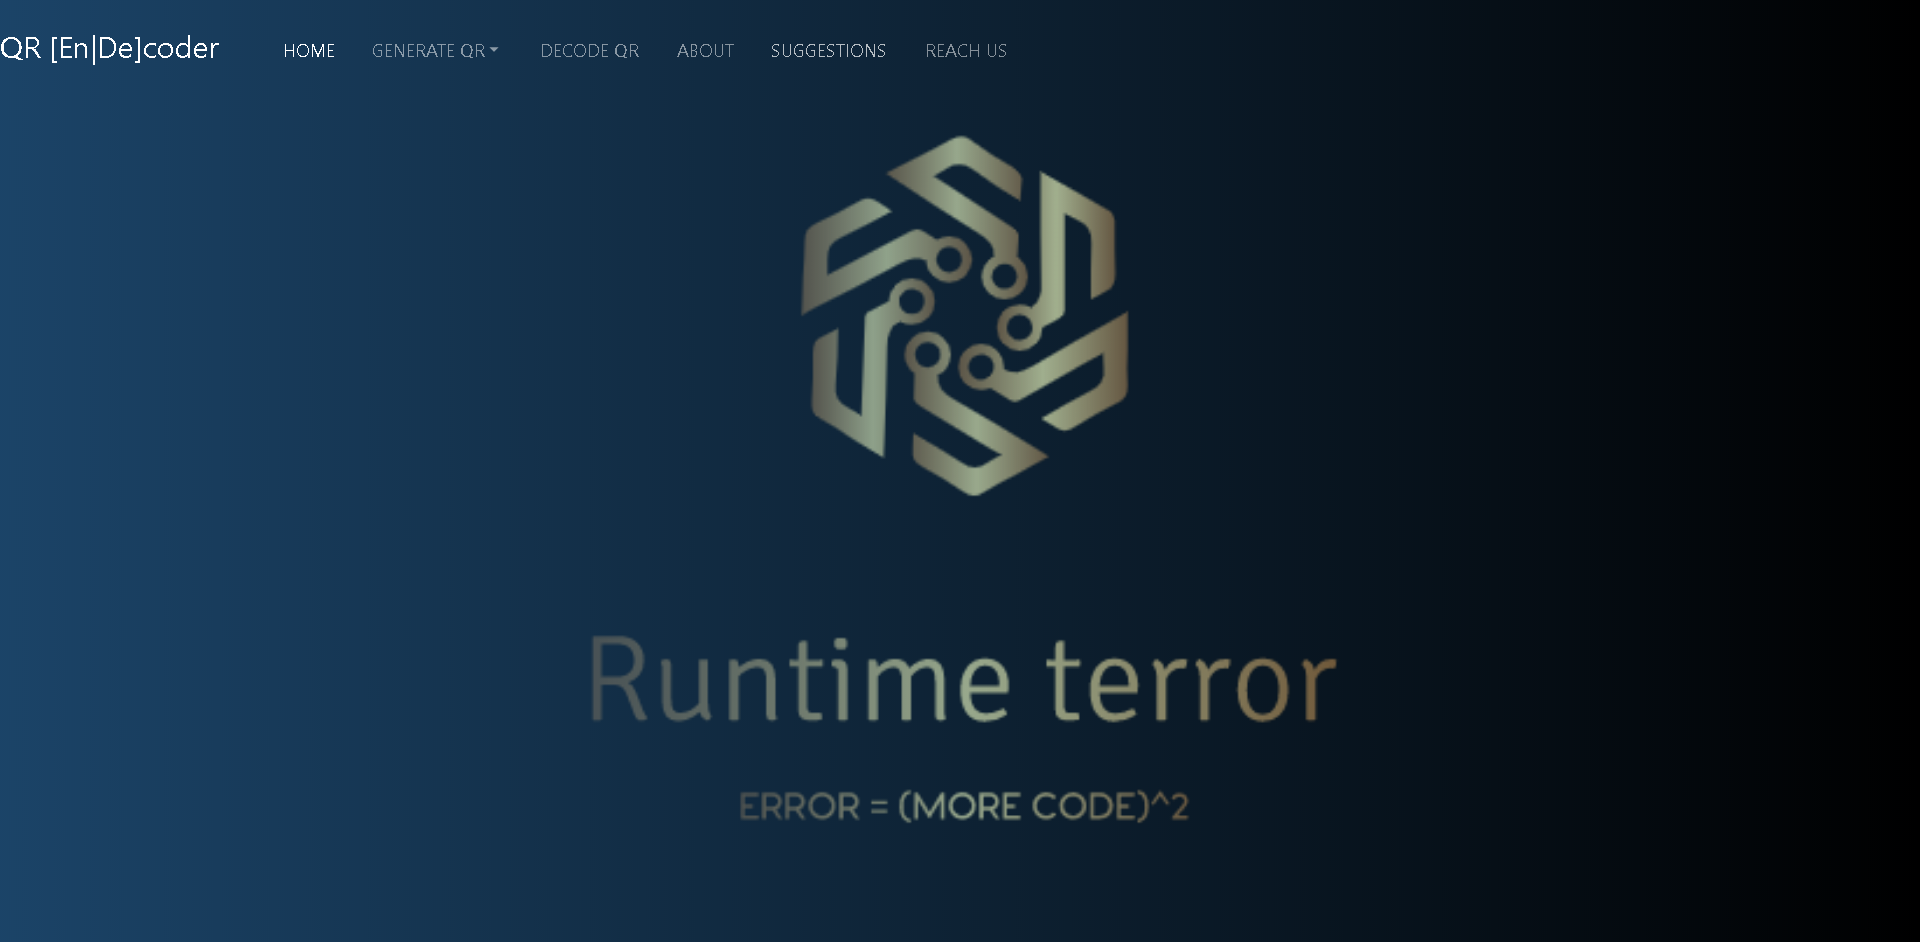 QR [En|De]coder HOME GENERATE QR DECODE QR ABOUT SUGGESTIONS REACH US
Runtime terror
ERROR = (MORE CODE)^2